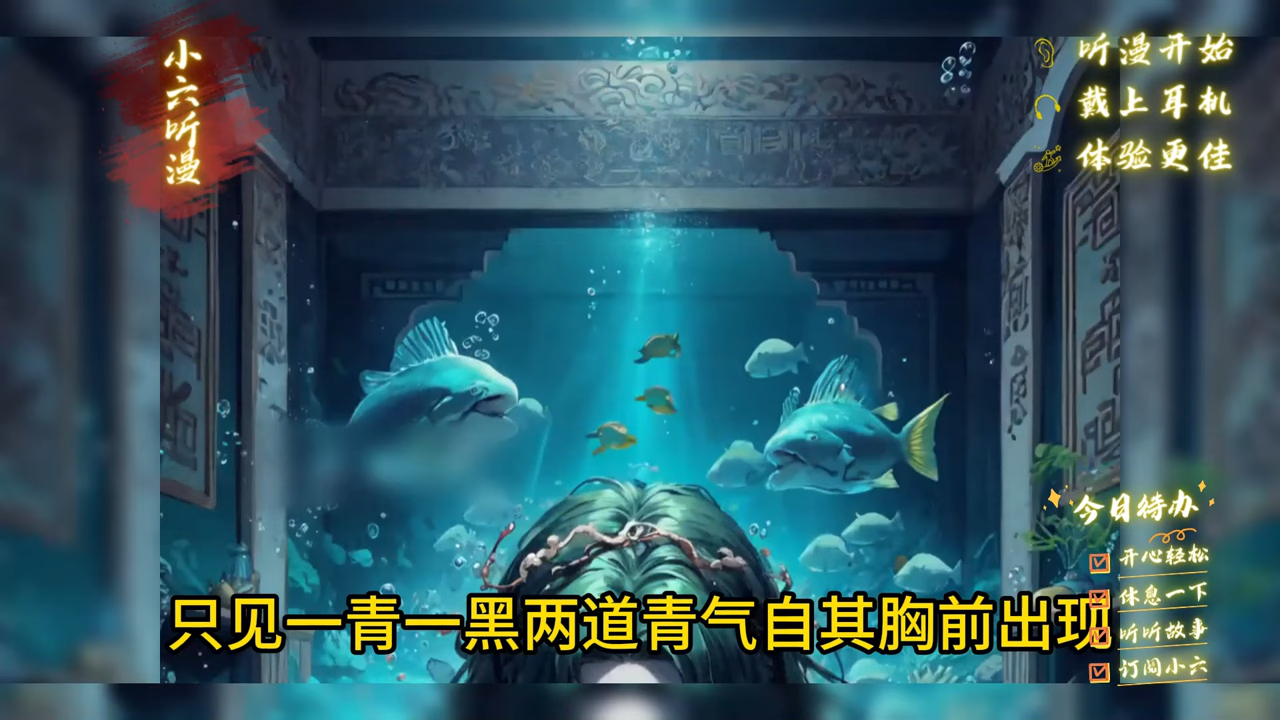 小六听漫
听漫开始
戴上耳机
体验更佳
今日待办
开心轻松
休息一下
听听故事
订阅小六
只见一青一黑两道青气自其胸前出现